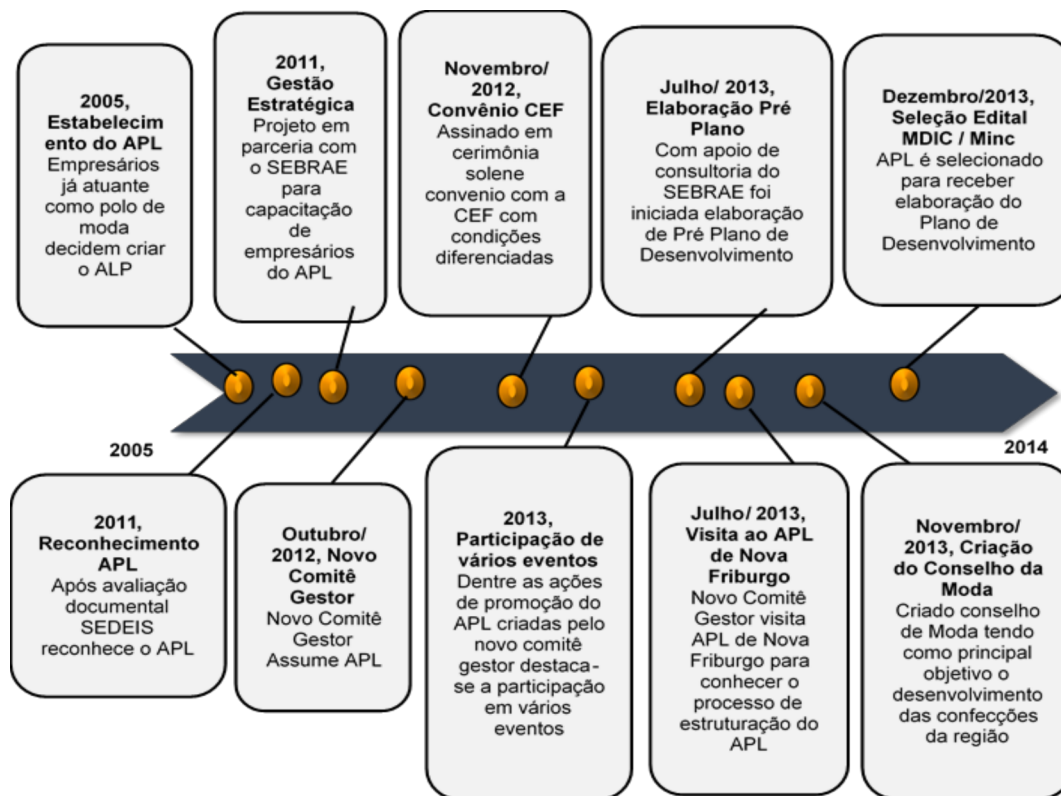 2005,
Estabelecim
ento do APL
Empresários
já atuante
como polo de
moda
decidem criar
o ALP
2011,
Gestão
Estratégica
Projeto em
parceria com
o SEBRAE
para
capacitação
de
empresários
do APL
Novembro/
2012,
Convênio CEF
Assinado em
cerimônia
solene
convenio com a
CEF com
condições
diferenciadas
Julho/ 2013,
Elaboração Pré
Plano
Com apoio de
consultoria do
SEBRAE foi
iniciada elaboração
de Pré Plano de
Desenvolvimento
Dezembro/2013,
Seleção Edital
MDIC / Minc
APL é selecionado
para receber
elaboração do
Plano de
Desenvolvimento
2005
2014
2011,
Reconhecimento
APL
Após avaliação
documental
SEDEIS
reconhece o APL
Outubro/
2012, Novo
Comitê
Gestor
Novo Comitê
Gestor
Assume APL
2013,
Participação de
vários eventos
Dentre as ações
de promoção do
APL criadas pelo
novo comitê
gestor destaca-
se a participação
em vários
eventos
Julho/ 2013,
Visita ao APL
de Nova
Friburgo
Novo Comitê
Gestor visita
APL de Nova
Friburgo para
conhecer o
processo de
estruturação do
APL
Novembro/
2013, Criação
do Conselho da
Moda
Criado conselho
de Moda tendo
como principal
objetivo o
desenvolvimento
das confecções
da região